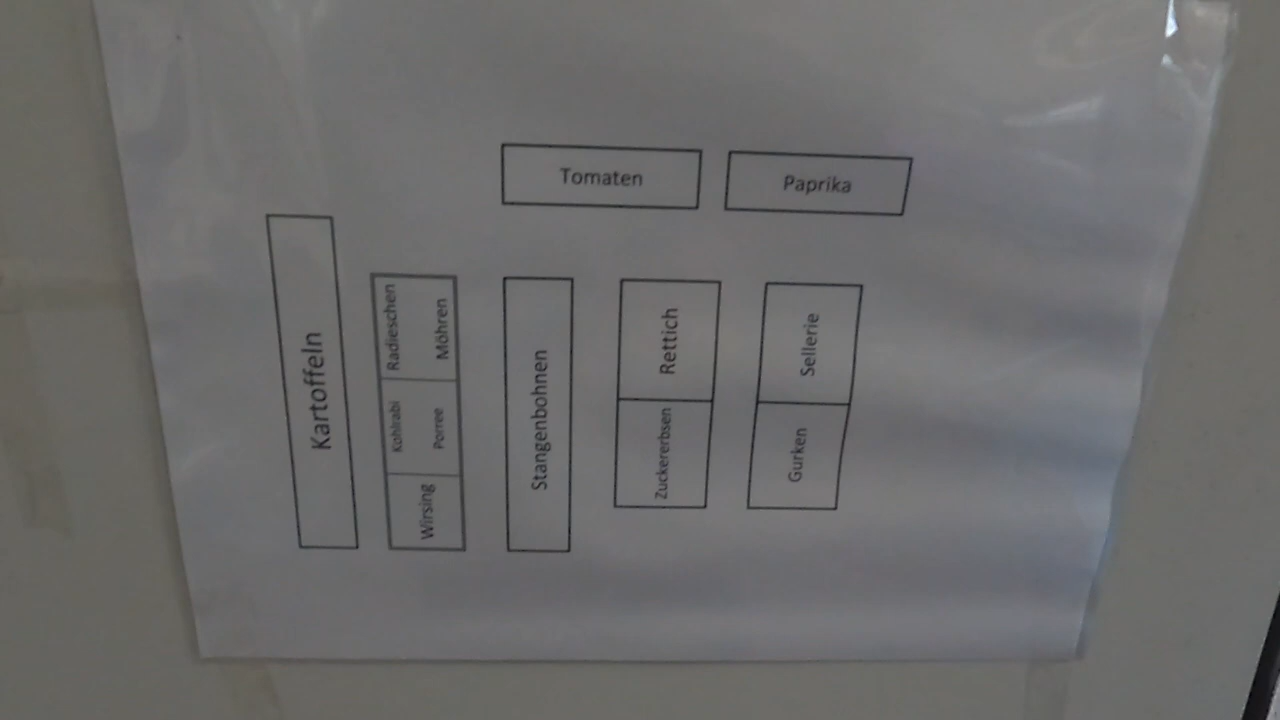 Tomaten
Paprika
Kartoffeln
Radieschen
Möhren
Kohlrabi
Porree
Wirsing
Stangenbohnen
Rettich
Zuckererbsen
Sellerie
Gurken